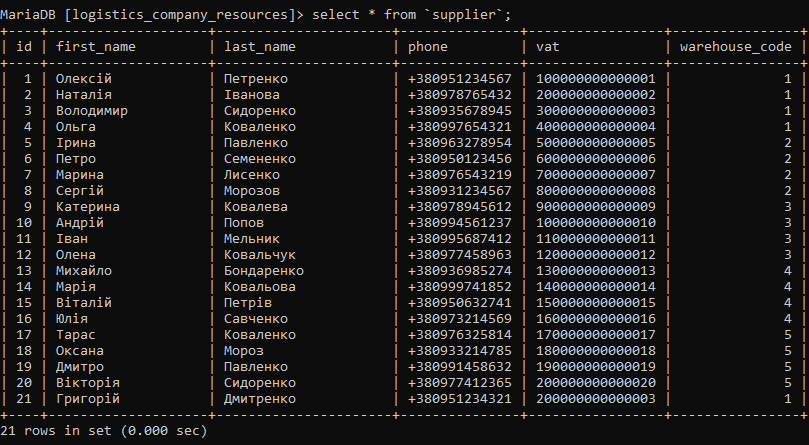 MariaDB [logistics_company_resources]> select * from `supplier`;
+----+------------------+------------------+---------------+-----------------+----------------+
| id | first_name | last_name | phone | vat | warehouse_code |
+----+------------------+------------------+---------------+-----------------+----------------+
| 1 | Олексій | Петренко | +380951234567 | 100000000000001 | 1 |
| 2 | Наталія | Іванова | +380978765432 | 200000000000002 | 1 |
| 3 | Володимир | Сидоренко | +380935678945 | 300000000000003 | 1 |
| 4 | Ольга | Коваленко | +380997654321 | 400000000000004 | 1 |
| 5 | Ірина | Павленко | +380963278954 | 500000000000005 | 2 |
| 6 | Петро | Семененко | +380950123456 | 600000000000006 | 2 |
| 7 | Марина | Лисенко | +380976543219 | 700000000000007 | 2 |
| 8 | Сергій | Морозов | +380931234567 | 800000000000008 | 2 |
| 9 | Катерина | Ковалева | +380978945612 | 900000000000009 | 3 |
| 10 | Андрій | Попов | +380994561237 | 100000000000010 | 3 |
| 11 | Іван | Мельник | +380995687412 | 110000000000011 | 3 |
| 12 | Олена | Ковальчук | +380977458963 | 120000000000012 | 3 |
| 13 | Михайло | Бондаренко | +380936985274 | 130000000000013 | 4 |
| 14 | Марія | Ковальова | +380999741852 | 140000000000014 | 4 |
| 15 | Віталій | Петрів | +380950632741 | 150000000000015 | 4 |
| 16 | Юлія | Савченко | +380973214569 | 160000000000016 | 4 |
| 17 | Тарас | Коваленко | +380976325814 | 170000000000017 | 5 |
| 18 | Оксана | Мороз | +380933214785 | 180000000000018 | 5 |
| 19 | Дмитро | Павленко | +380991458632 | 190000000000019 | 5 |
| 20 | Вікторія | Сидоренко | +380977412365 | 200000000000020 | 5 |
| 21 | Григорій | Дмитренко | +380951234321 | 200000000000003 | 1 |
+----+------------------+------------------+---------------+-----------------+----------------+
21 rows in set (0.000 sec)